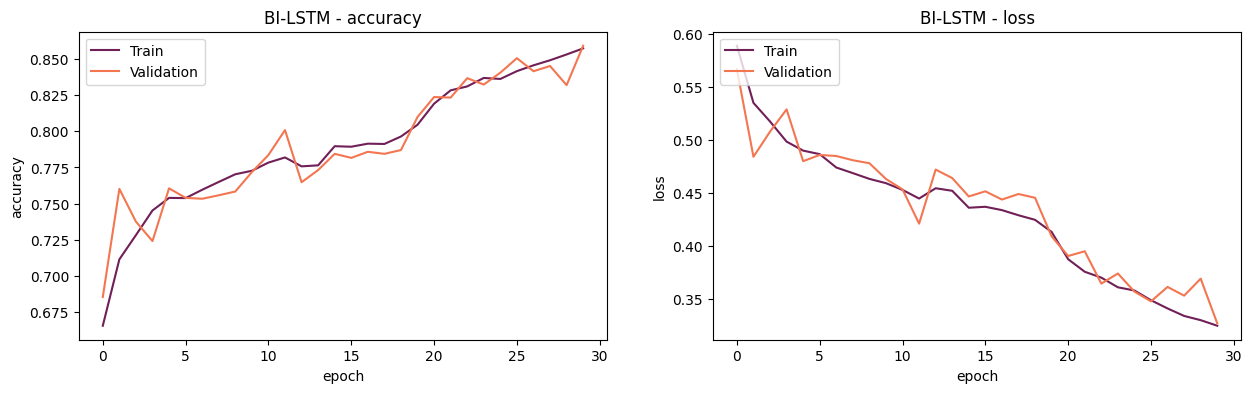 BI-LSTM - accuracy
Train
Validation
0.850
0.825
0.800
0.775
0.750
0.725
0.700
0.675
accuracy
0
5
10
15
20
25
30
epoch
BI-LSTM - loss
Train
Validation
0.60
0.55
0.50
0.45
0.40
0.35
loss
0
5
10
15
20
25
30
epoch